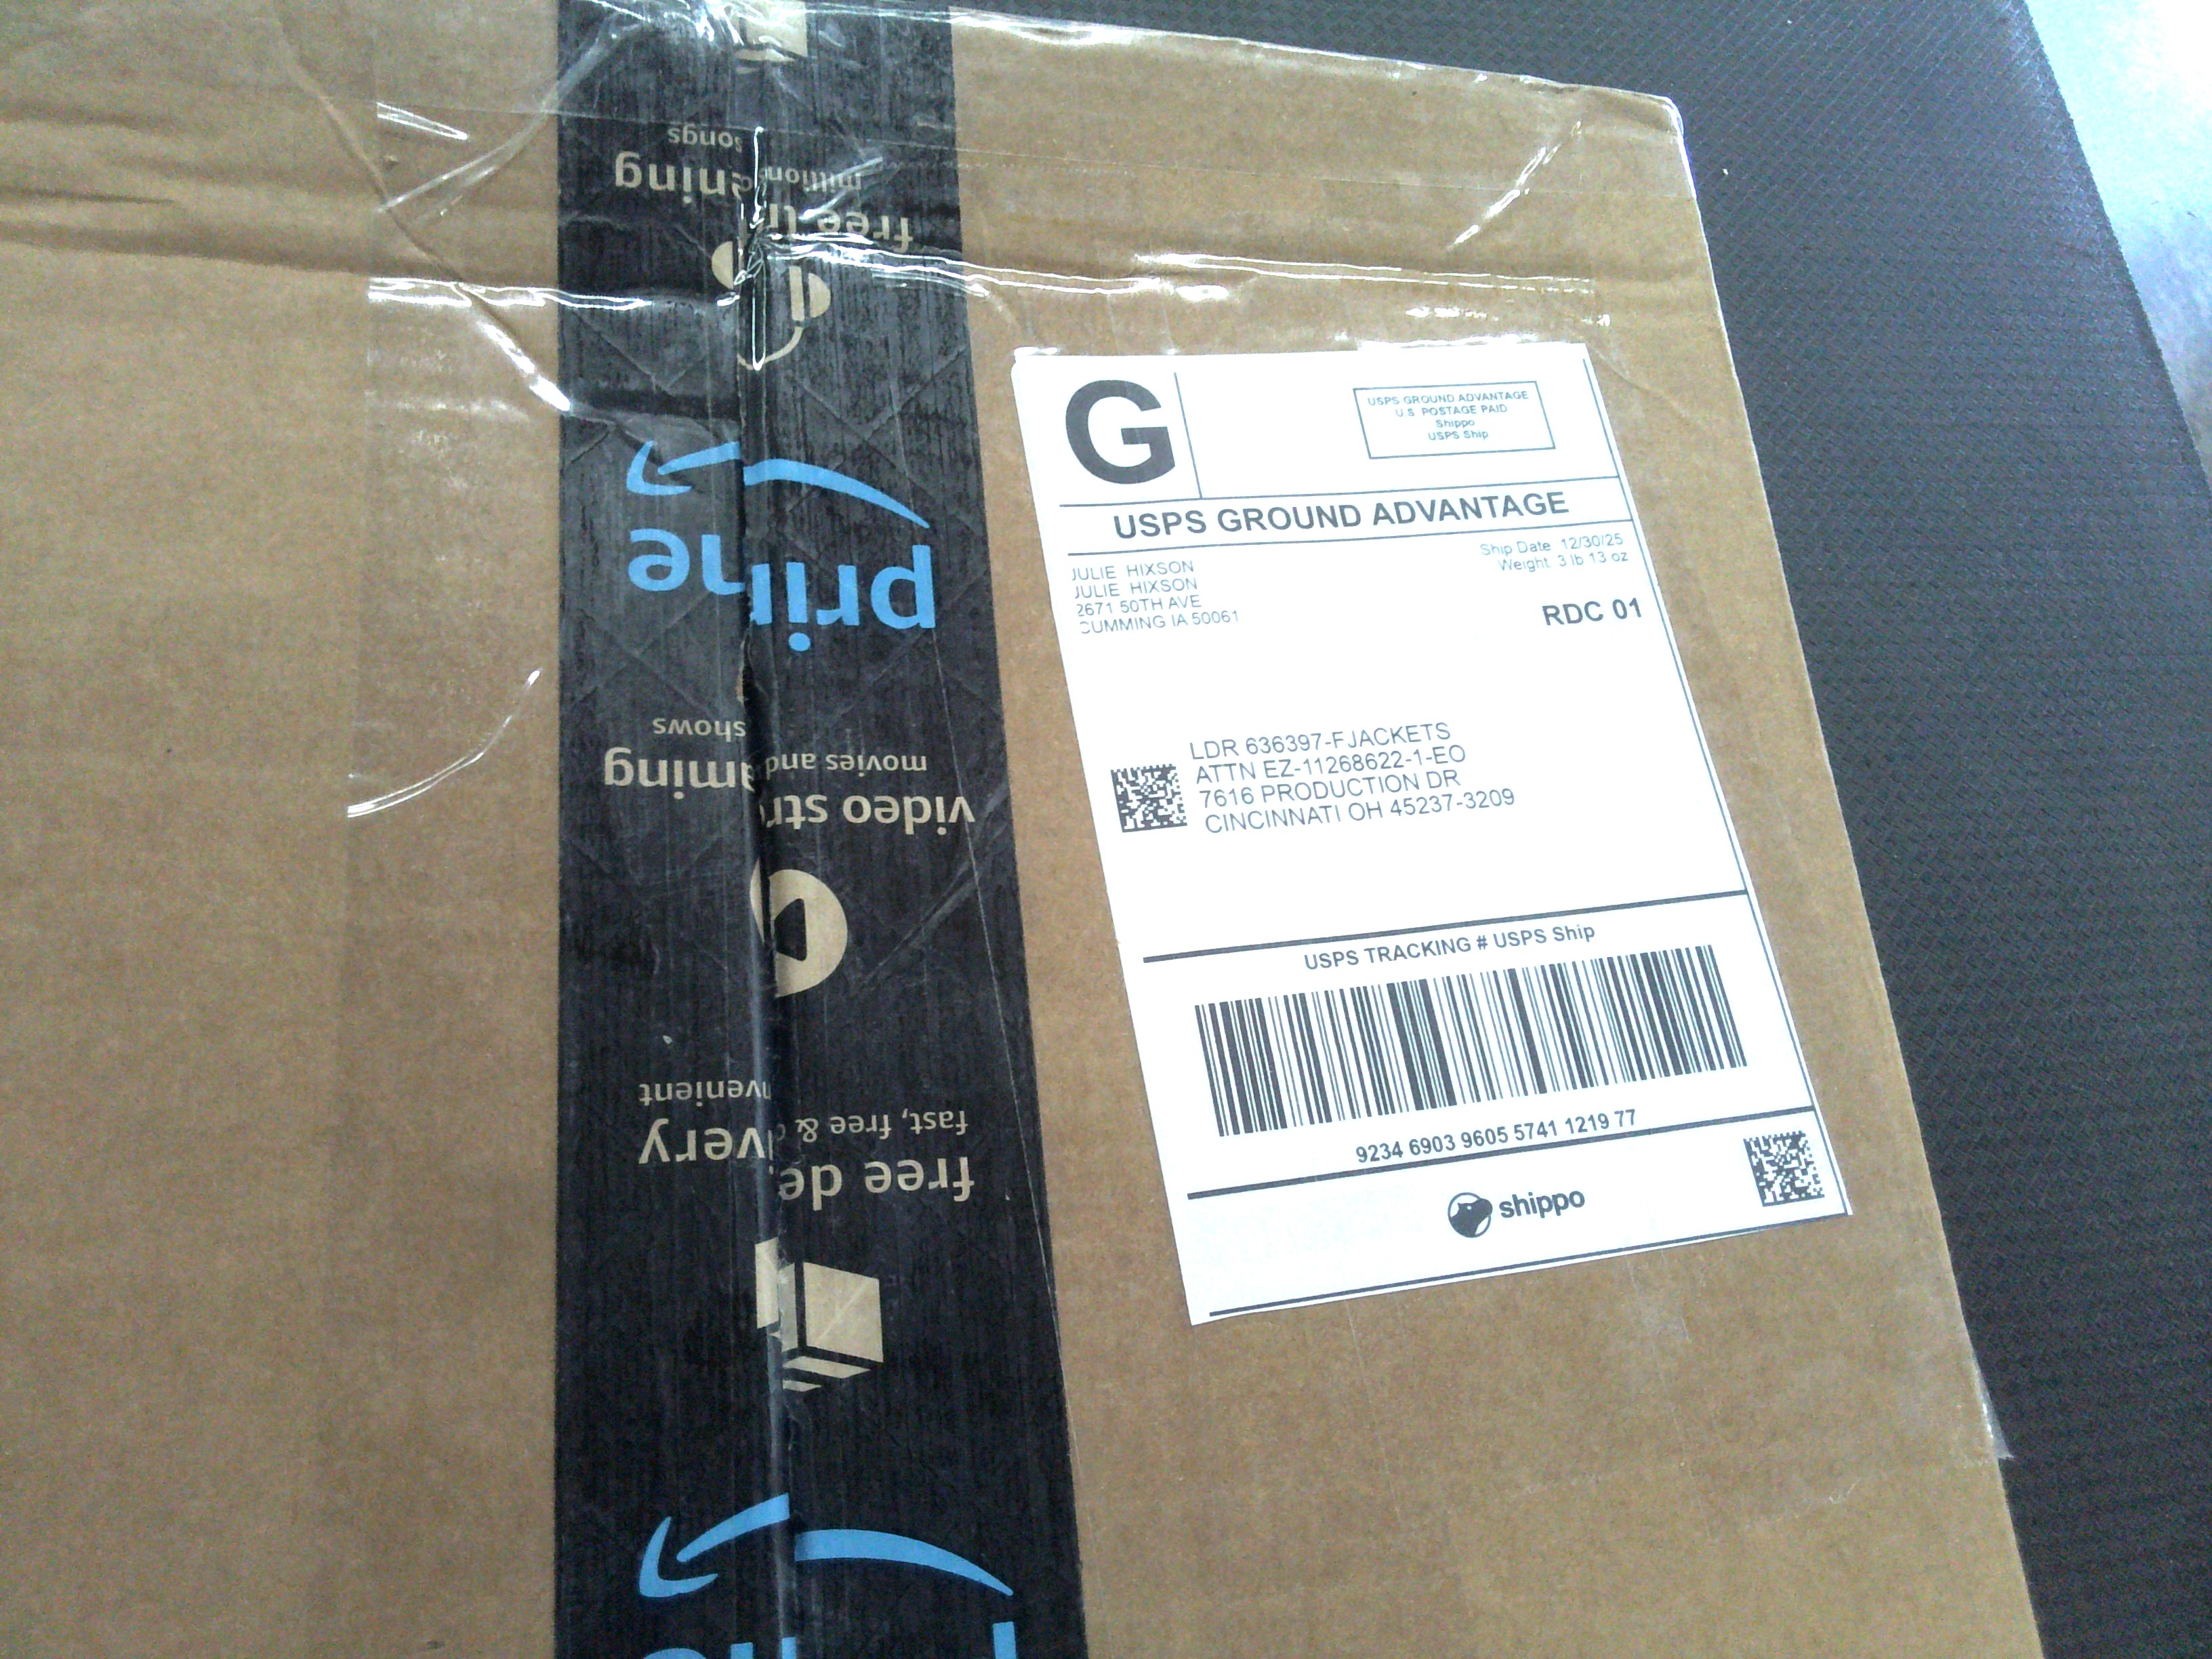 G
USPS GROUND ADVANTAGE
U.S. POSTAGE PAID
Shippo
USPS Ship
USPS GROUND ADVANTAGE
JULIE HIXSON
JULIE HIXSON
2671 50TH AVE
CUMMING IA 50061
Ship Date: 12/30/25
Weight: 3 lb 13 oz
RDC 01
LDR 636397-FJACKETS
ATTN EZ-11268622-1-EO
7616 PRODUCTION DR
CINCINNATI OH 45237-3209
USPS TRACKING # USPS Ship
9234 6903 9605 5741 1219 77
shippo
free
million
songs
prime
video
movies and
shows
free
fast, free &